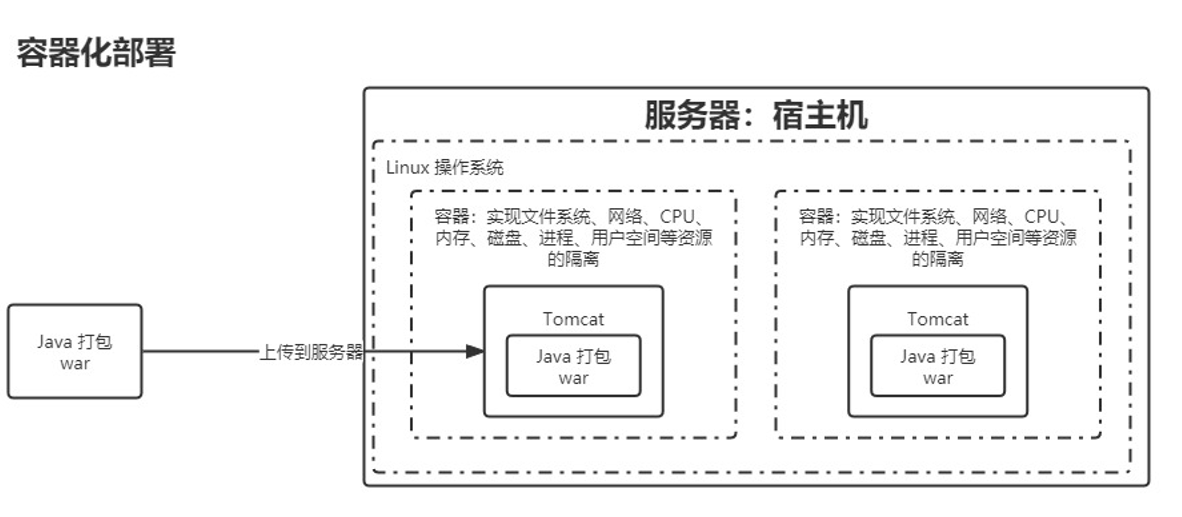 容器化部署
服务器：宿主机
Linux 操作系统
容器：实现文件系统、网络、CPU、
内存、磁盘、进程、用户空间等资源
的隔离
Tomcat
Java 打包
war
容器：实现文件系统、网络、CPU、
内存、磁盘、进程、用户空间等资源
的隔离
Tomcat
Java 打包
war
Java 打包
war
上传到服务器